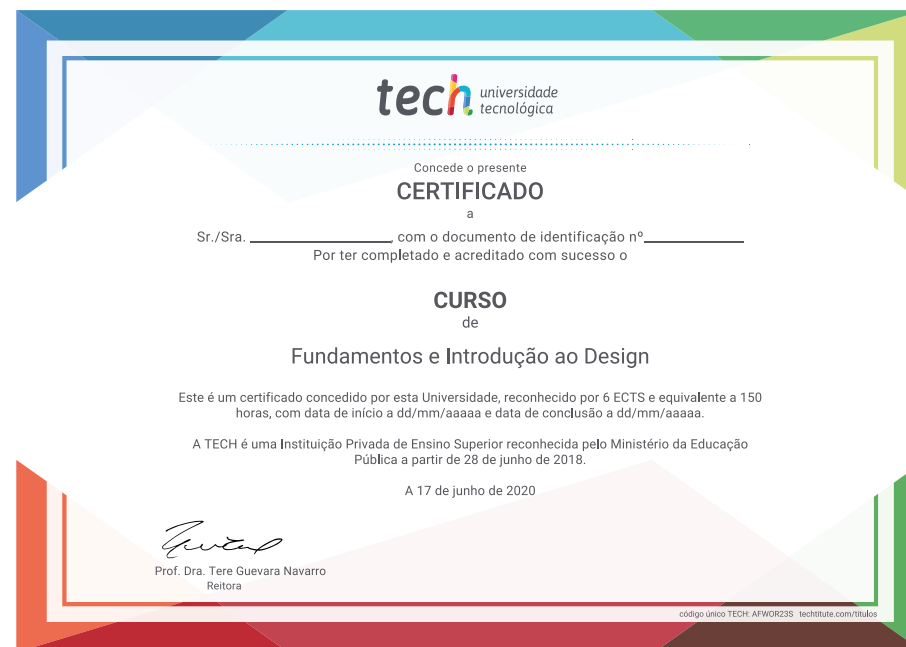 tech universidade
tecnológica
Concede o presente
CERTIFICADO
a
Sr./Sra. ____________________, com o documento de identificação nº______________
Por ter completado e acreditado com sucesso o
CURSO
de
Fundamentos e Introdução ao Design
Este é um certificado concedido por esta Universidade, reconhecido por 6 ECTS e equivalente a 150
horas, com data de início a dd/mm/aaaaa e data de conclusão a dd/mm/aaaaa.
A TECH é uma Instituição Privada de Ensino Superior reconhecida pelo Ministério da Educação
Pública a partir de 28 de junho de 2018.
A 17 de junho de 2020
Prof. Dra. Tere Guevara Navarro
Reitora
código único TECH: AFWOR23S techtitute.com/titulos